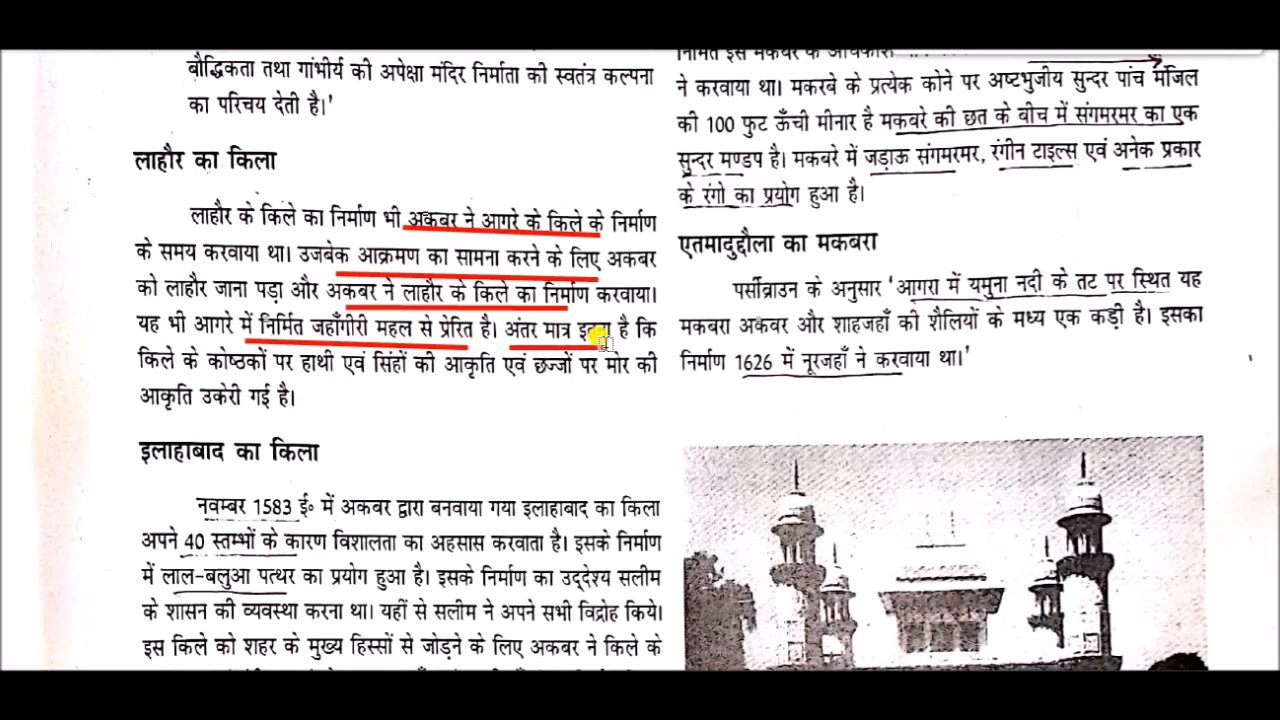 बौद्धिकता तथा गांभीर्य की अपेक्षा मंदिर निर्माता की स्वतंत्र कल्पना
का परिचय देती है।'
लाहौर का किला
लाहौर के किले का निर्माण भी अकबर ने आगरे के किले के निर्माण
के समय करवाया था। उजबेक आक्रमण का सामना करने के लिए अकबर
को लाहौर जाना पड़ा और अकबर ने लाहौर के किले का निर्माण करवाया।
यह भी आगरे में निर्मित जहाँगीरी महल से प्रेरित है। अंतर मात्र है कि
किले के कोष्ठकों पर हाथी एवं सिंहों की आकृति एवं छज्जों पर मोर की
आकृति उकेरी गई है।
इलाहाबाद का किला
नवम्बर 1583 ई॰ में अकबर द्वारा बनवाया गया इलाहाबाद का किला
अपने 40 स्तम्भों के कारण विशालता का अहसास करवाता है। इसके निर्माण
में लाल-बलुआ पत्थर का प्रयोग हुआ है। इसके निर्माण का उद्देश्य सलीम
के शासन की व्यवस्था करना था। यहीं से सलीम ने अपने सभी विद्रोह किये।
इस किले को शहर के मुख्य हिस्सों से जोड़ने के लिए अकबर ने किले के
ने करवाया था। मकरबे के प्रत्येक कोने पर अष्टभुजीय सुन्दर पांच मंजिल
की 100 फुट ऊँची मीनार है मकबरे की छत के बीच में संगमरमर का एक
सुन्दर मण्डप है। मकबरे में जड़ाऊ संगमरमर, रंगीन टाइल्स एवं अनेक प्रकार
के रंगो का प्रयोग हुआ है।
एतमादुद्दौला का मकबरा
पर्सीब्राउन के अनुसार ' आगरा में यमुना नदी के तट पर स्थित यह
मकबरा अकबर और शाहजहाँ की शैलियों के मध्य एक कड़ी है। इसका
निर्माण 1626 में नूरजहाँ ने करवाया था।'